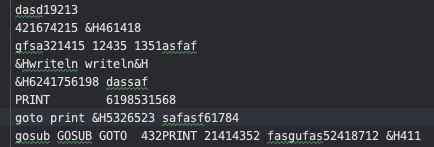 dasd19213
421674215 &H461418
gfsa321415 12435 1351asfaf
&Hwriteln writeln&H
&H6241756198 dassaf
PRINT        6198531568
goto print &H5326523 safasf61784
gosub GOSUB GOTO  432PRINT 21414352 fasgufas52418712 &H411